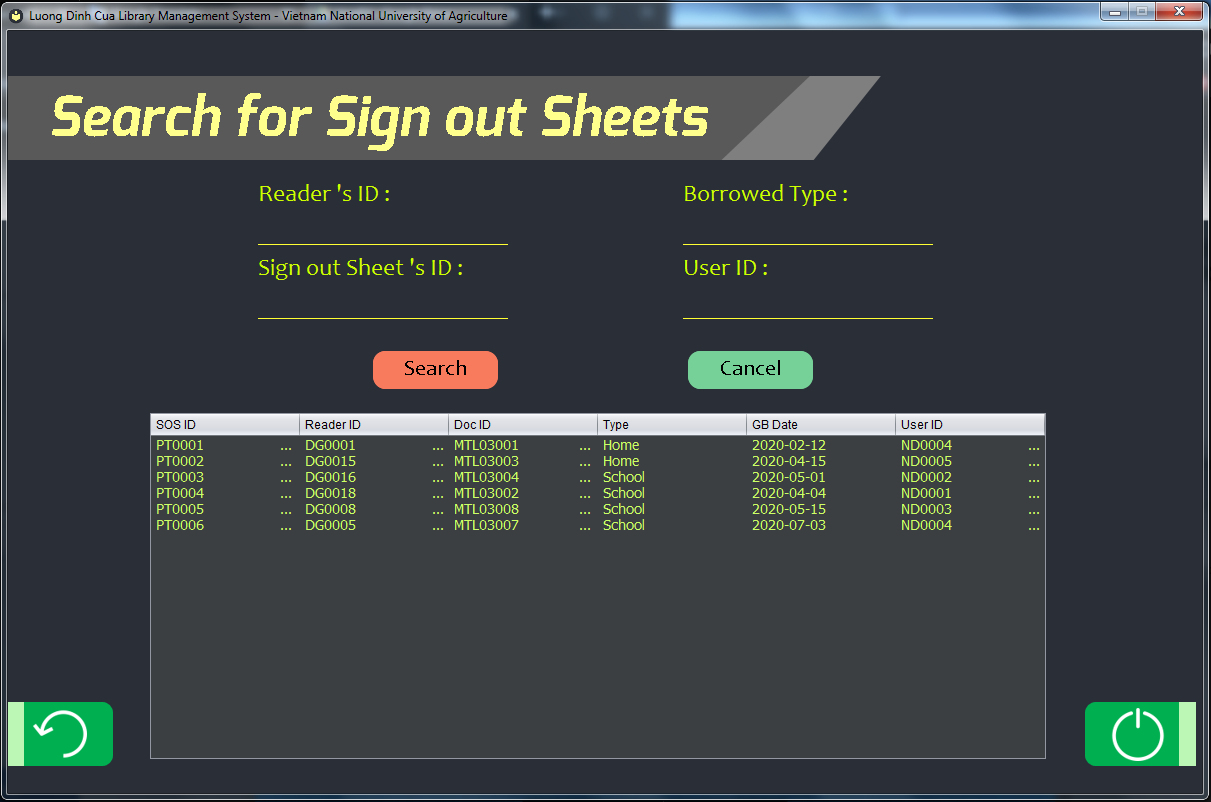 Luong Dinh Cua Library Management System - Vietnam National University of Agriculture
Search for Sign out Sheets
Reader 's ID : Borrowed Type :
Sign out Sheet 's ID : User ID :
Search Cancel
SOS ID Reader ID Doc ID Type GB Date User ID
PT0001 ... DG0001 ... MTL03001 ... Home 2020-02-12 ND0004 ...
PT0002 ... DG0015 ... MTL03003 ... Home 2020-04-15 ND0005 ...
PT0003 ... DG0016 ... MTL03004 ... School 2020-05-01 ND0002 ...
PT0004 ... DG0018 ... MTL03002 ... School 2020-04-04 ND0001 ...
PT0005 ... DG0008 ... MTL03008 ... School 2020-05-15 ND0003 ...
PT0006 ... DG0005 ... MTL03007 ... School 2020-07-03 ND0004 ...